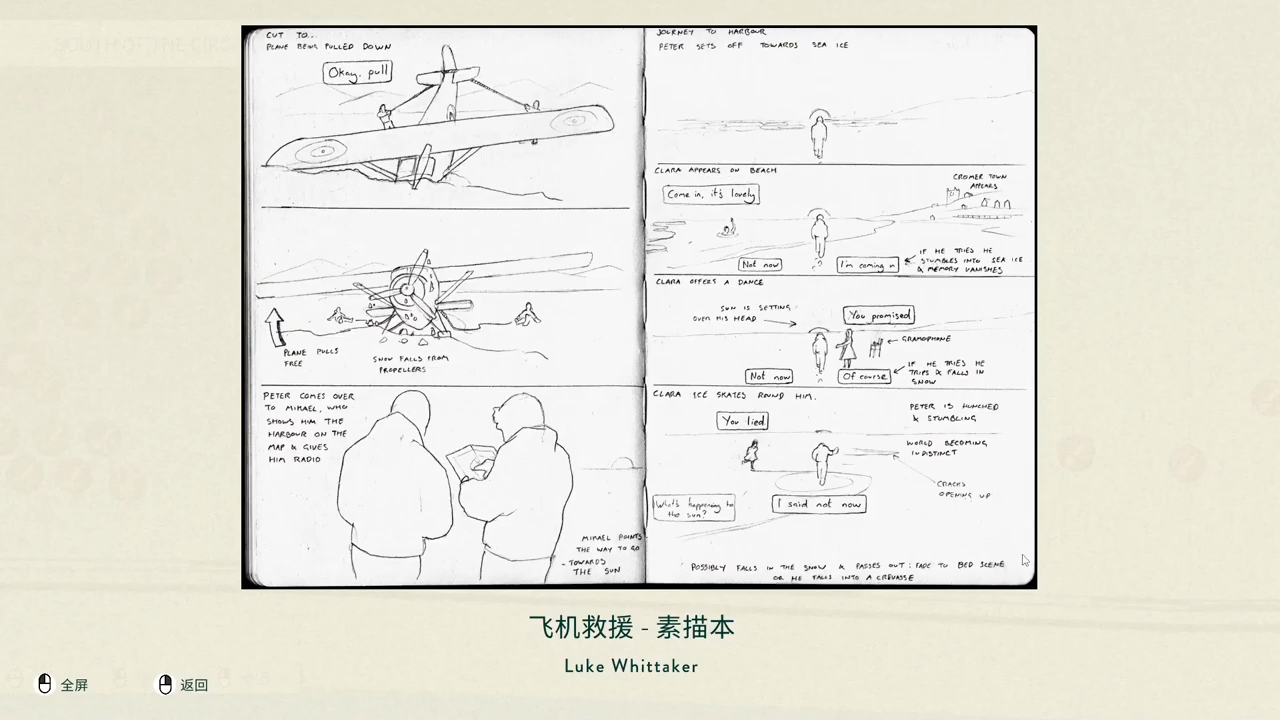 CUT TO...
PLANE BEING PULLED DOWN
Okay, pull
PLANE PULLS
FREE
SNOW FALLS FROM
PROPELLERS
PETER COMES OVER
TO MIKAEL, WHO
SHOWS HIM THE
HARBOUR ON THE
MAP & GIVES
HIM RADIO
MIKAEL POINTS
THE WAY TO GO
- TOWARDS
THE SUN
JOURNEY TO HARBOUR
PETER SETS OFF TOWARDS SEA ICE
CLARA APPEARS ON BEACH
Come in, it's lovely
CROMER TOWN
APPEARS
Not now
I'm coming in
IF HE TRIES HE
STUMBLES INTO SEA ICE
& MEMORY VANISHES
CLARA OFFERS A DANCE
SUN IS SETTING
OVER HIS HEAD
You promised
GRAMOPHONE
Not now
Of course
IF HE TRIES HE
TRIPS & FALLS IN
SNOW
CLARA ICE SKATES ROUND HIM.
You lied
PETER IS HUNCHED
& STUMBLING
WORLD BECOMING
INDISTINCT
CRACKS
OPENING UP
What's happening to
the sun?
I said not now
POSSIBLY FALLS IN THE SNOW & PASSES OUT: FADE TO BED SCENE
OR HE FALLS INTO A CREVASSE
飞机救援 - 素描本
Luke Whittaker
全屏
返回